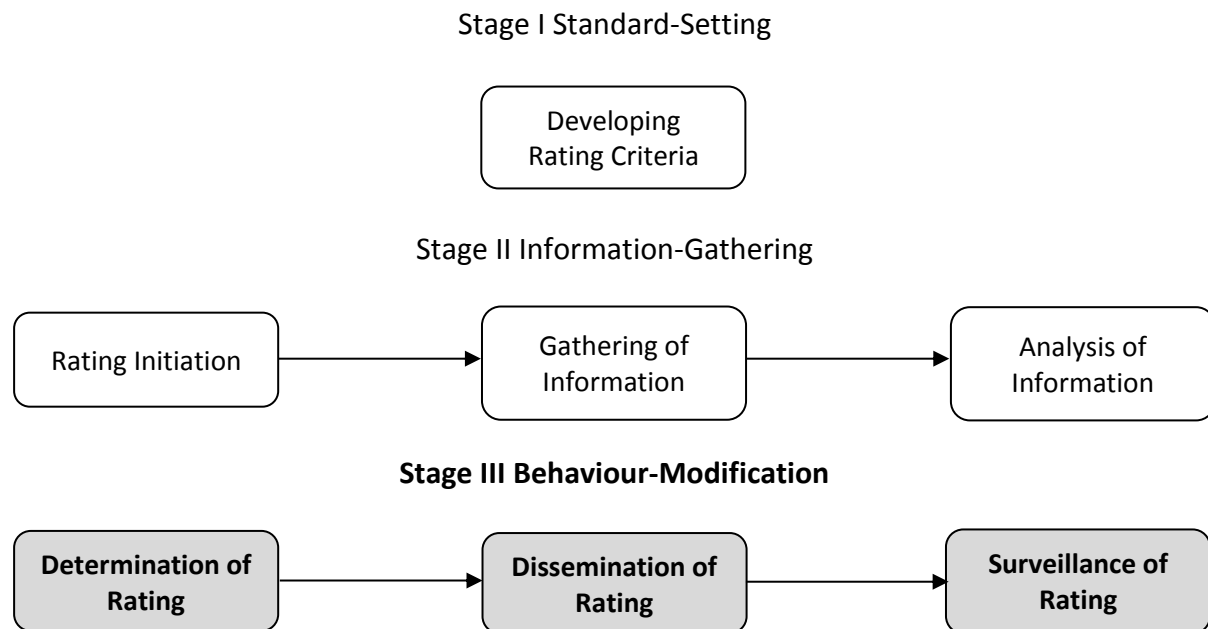 Stage I Standard-Setting
Developing
Rating Criteria
Stage II Information-Gathering
Rating Initiation
Gathering of
Information
Analysis of
Information
Stage III Behaviour-Modification
Determination of
Rating
Dissemination of
Rating
Surveillance of
Rating